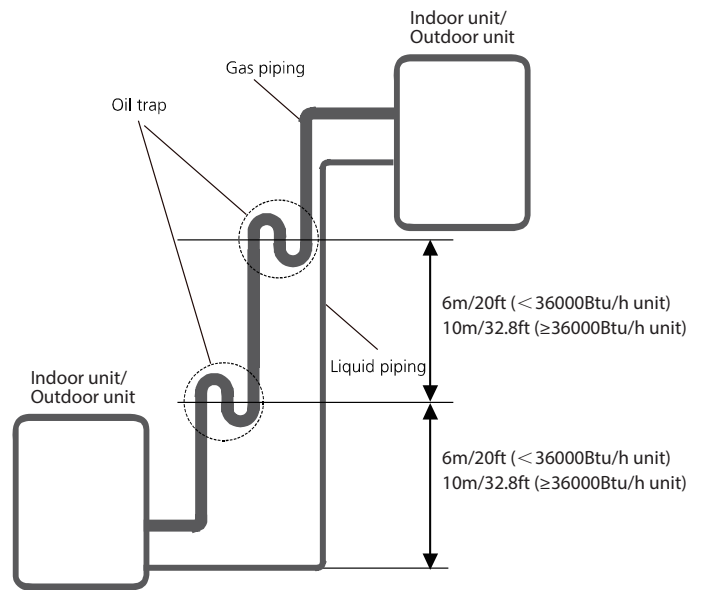 Indoor unit/
Outdoor unit
Gas piping
Oil trap
6m/20ft (＜36000Btu/h unit)
10m/32.8ft (≥36000Btu/h unit)
Liquid piping
Indoor unit/
Outdoor unit
6m/20ft (＜36000Btu/h unit)
10m/32.8ft (≥36000Btu/h unit)